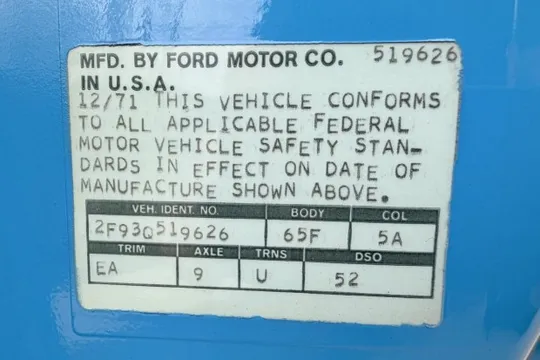 MFD. BY FORD MOTOR CO. 519626
IN U.S.A.
12/71 THIS VEHICLE CONFORMS
TO ALL APPLICABLE FEDERAL
MOTOR VEHICLE SAFETY STAN-
DARDS IN EFFECT ON DATE OF
MANUFACTURE SHOWN ABOVE.
VEH. IDENT. NO. BODY COL
2F93Q519626 65F 5A
TRIM AXLE TRNS DSO
EA 9 U 52